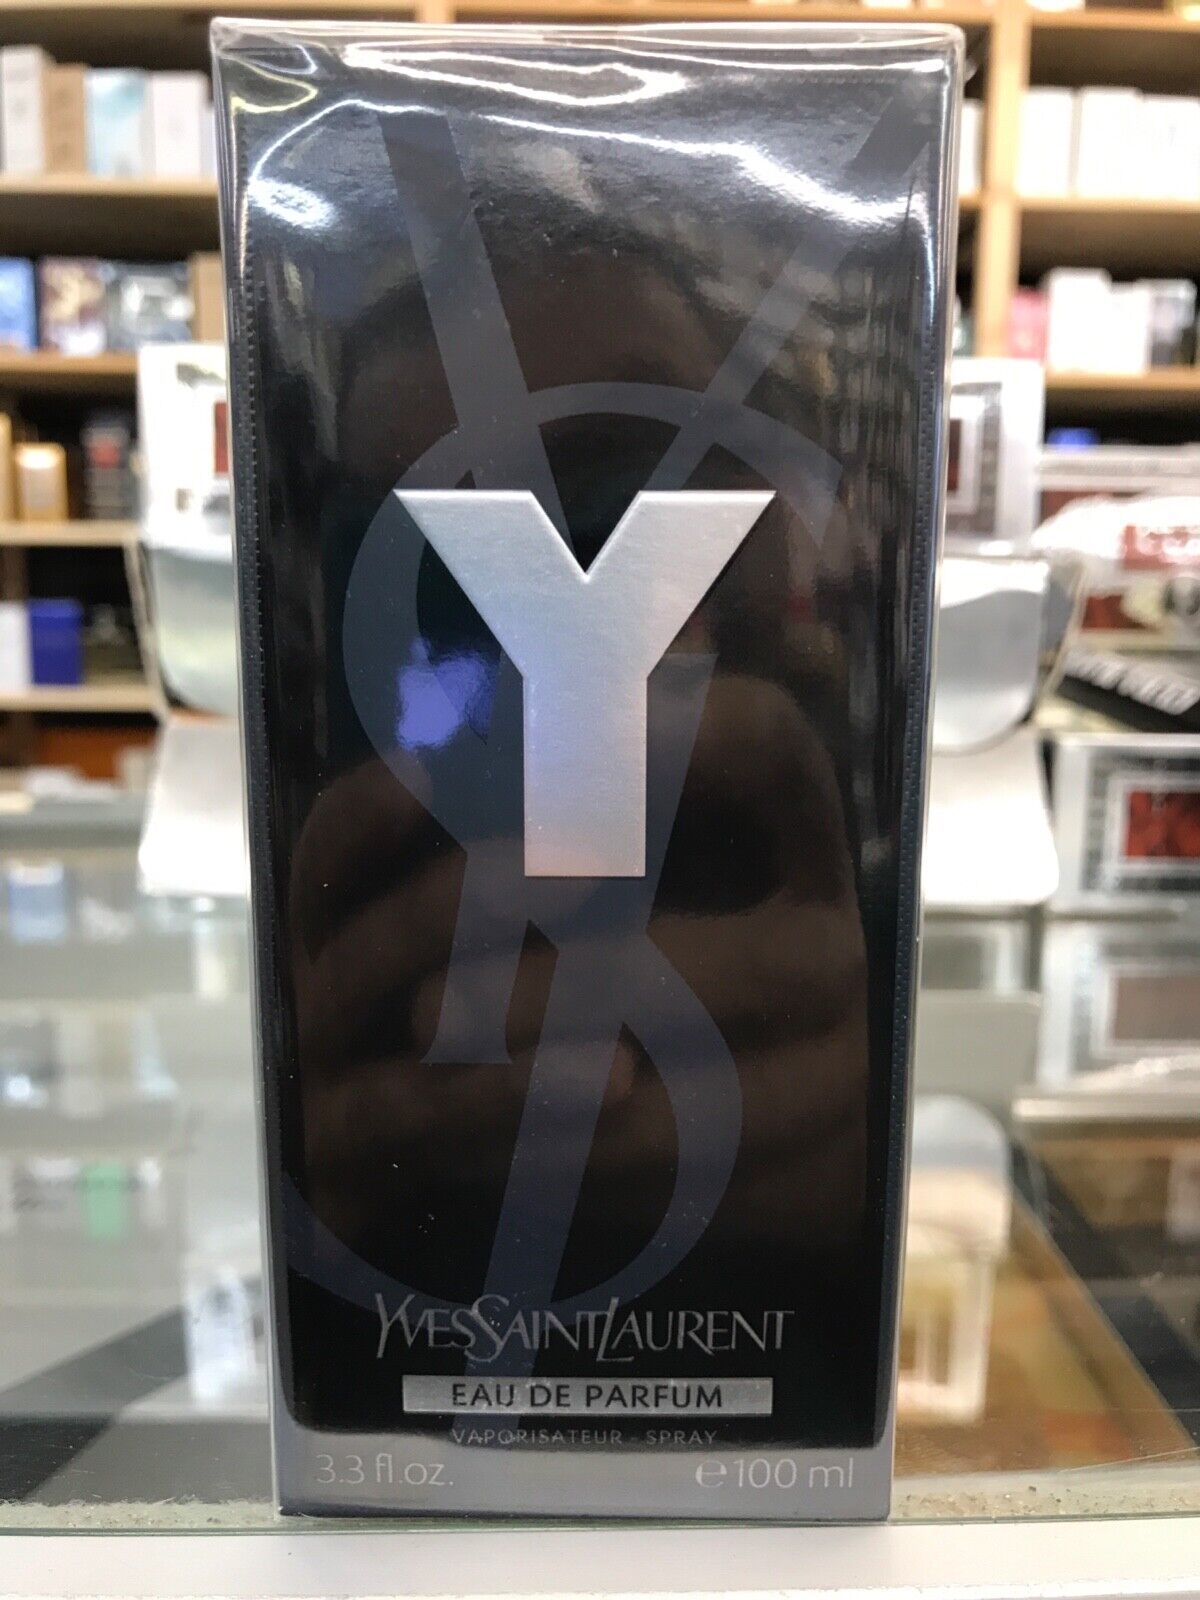 Y
YVESSAINTLAURENT
EAU DE PARFUM
VAPORISATEUR - SPRAY
3.3 fl.oz. ℮100 ml